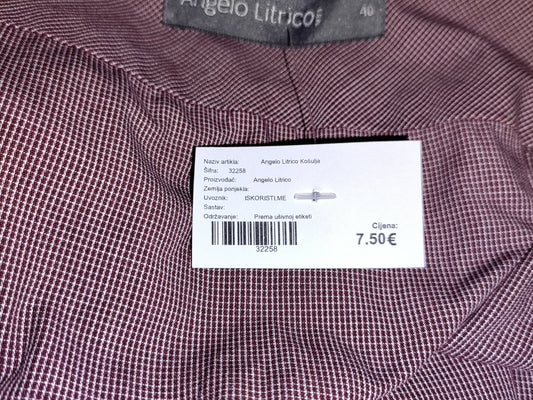 Angelo Litrico
40
Naziv artikla: Angelo Litrico Košulja
Šifra: 32258
Proizvođač: Angelo Litrico
Zemlja porijekla:
Uvoznik: ISKORISTI.ME
Sastav:
Održavanje: Prema ušivnoj etiketi
32258
Cijena:
7.50€